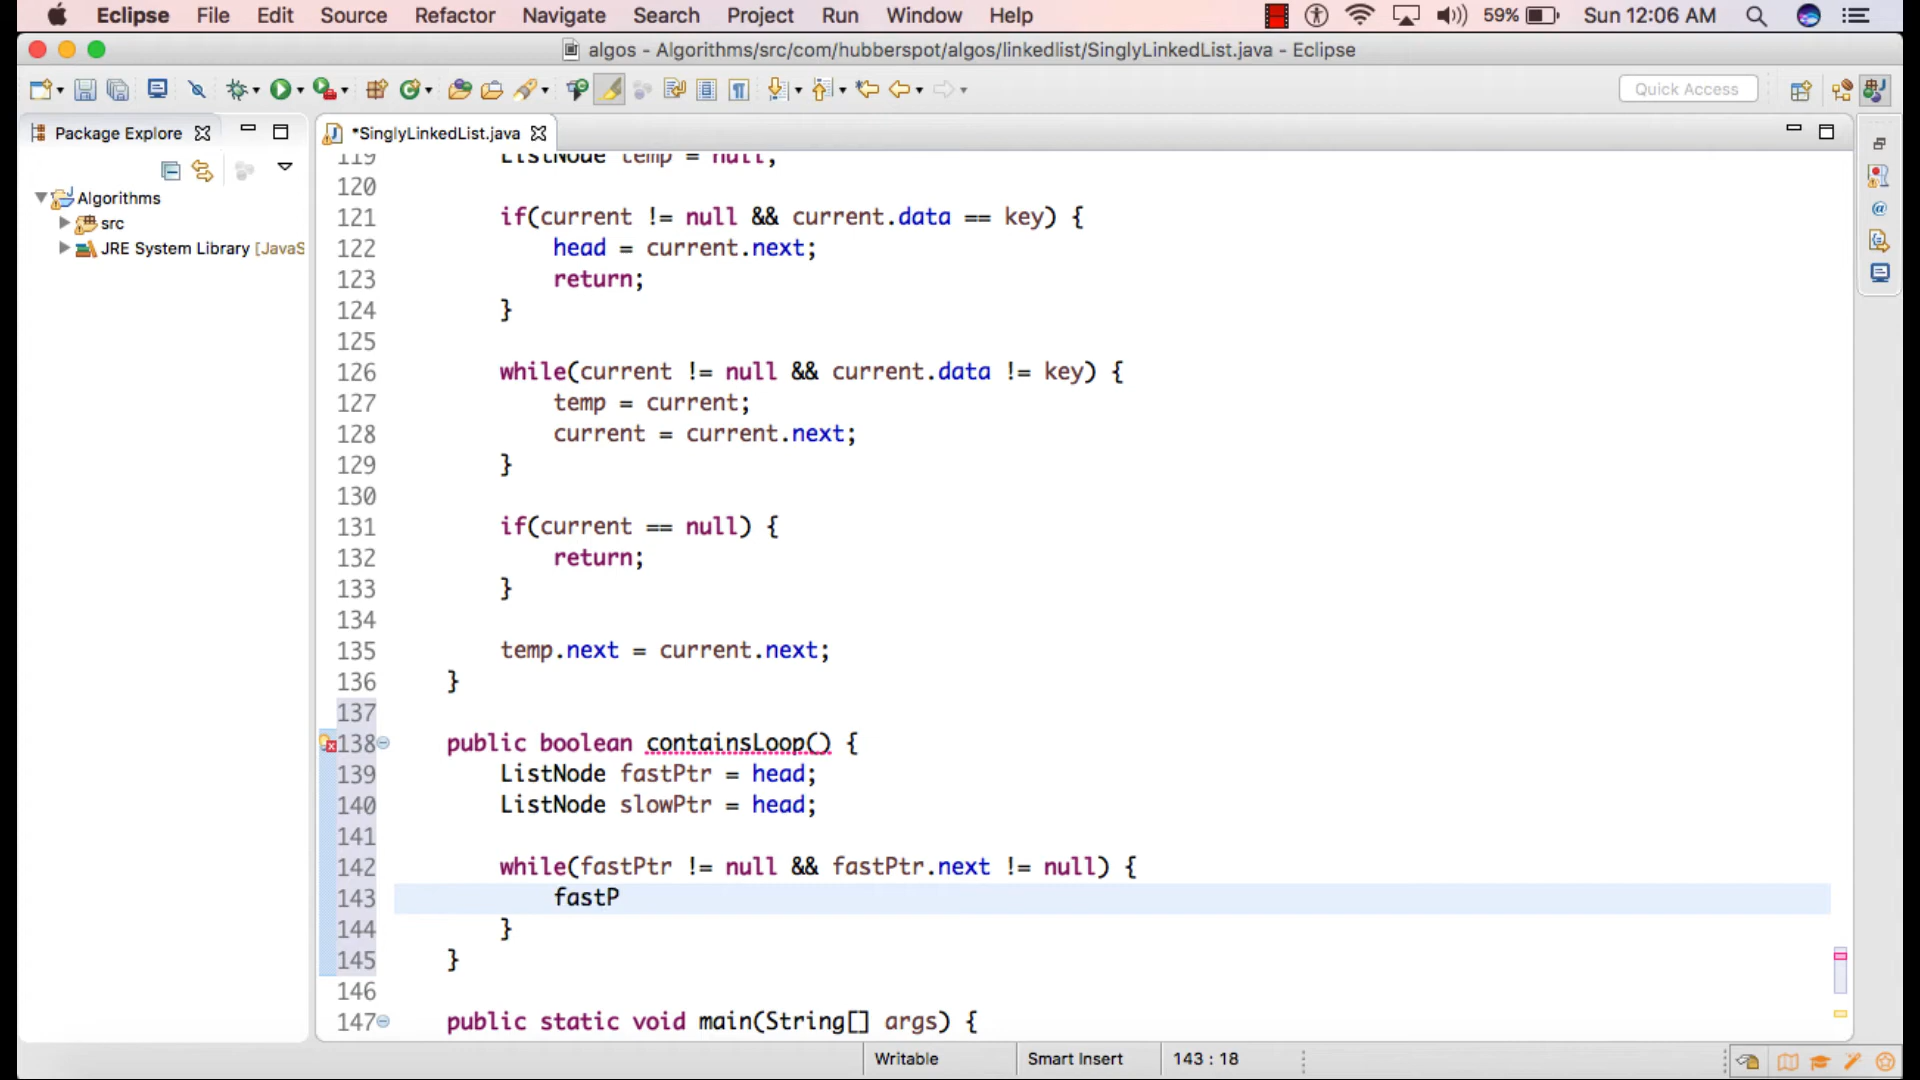 Eclipse File Edit Source Refactor Navigate Search Project Run Window Help 59% Sun 12:06 AM
algos - Algorithms/src/com/hubberspot/algos/linkedlist/SinglyLinkedList.java - Eclipse
Quick Access
Package Explore *SinglyLinkedList.java
Algorithms
src
JRE System Library [JavaS
119 ListNode temp = null;
120
121 if(current != null && current.data == key) {
122 head = current.next;
123 return;
124 }
125
126 while(current != null && current.data != key) {
127 temp = current;
128 current = current.next;
129 }
130
131 if(current == null) {
132 return;
133 }
134
135 temp.next = current.next;
136 }
137
138 public boolean containsLoop() {
139 ListNode fastPtr = head;
140 ListNode slowPtr = head;
141
142 while(fastPtr != null && fastPtr.next != null) {
143 fastP
144 }
145 }
146
147 public static void main(String[] args) {
Writable Smart Insert 143 : 18